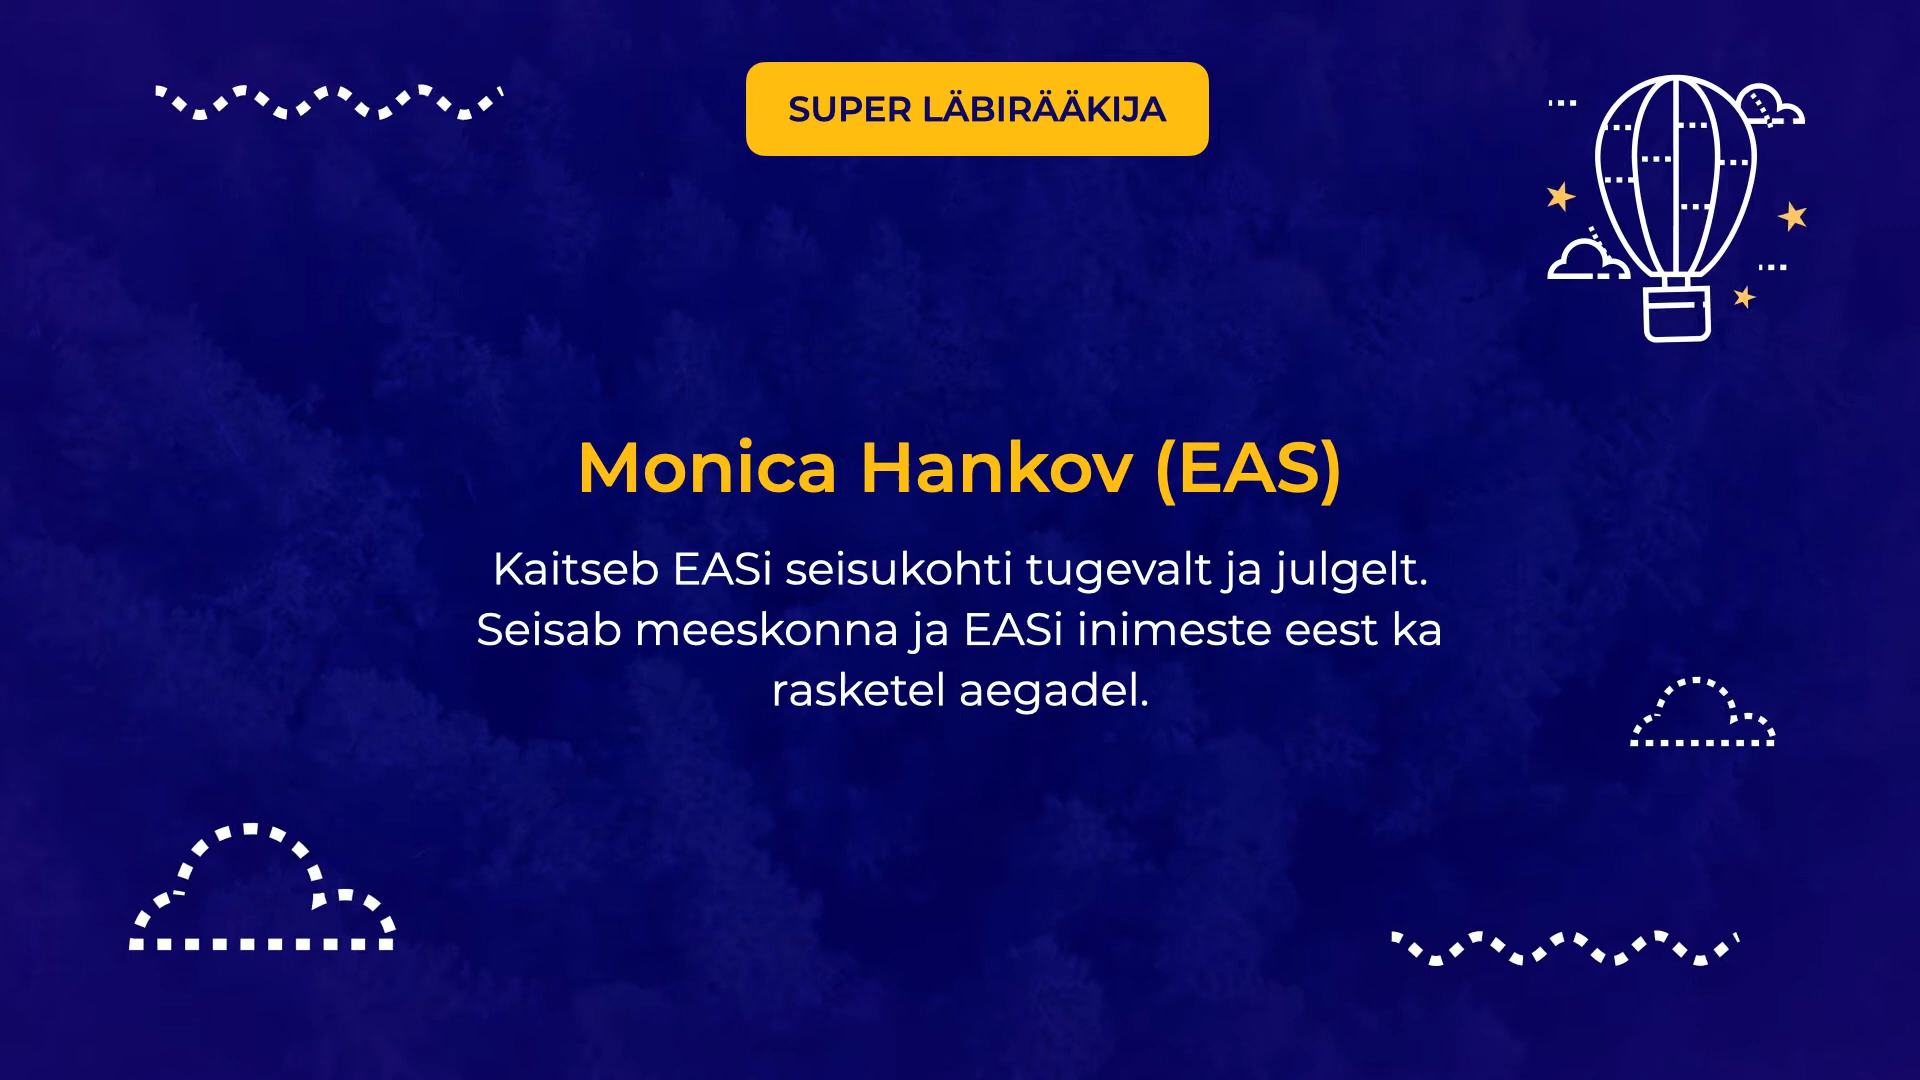 SUPER LÄBIRÄÄKIJA
Monica Hankov (EAS)
Kaitseb EASi seisukohti tugevalt ja julgelt.
Seisab meeskonna ja EASi inimeste eest ka
rasketel aegadel.